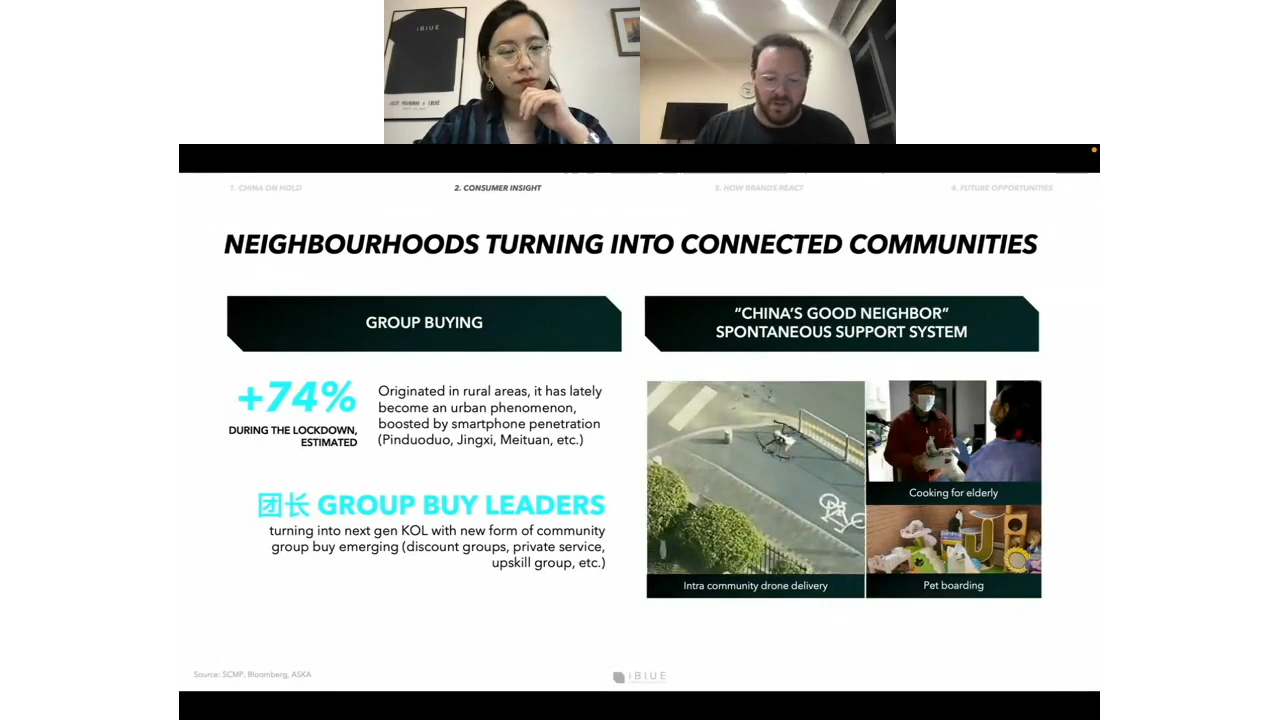 iBlUE
1. CHINA ON HOLD
2. CONSUMER INSIGHT
3. HOW BRANDS REACT
4. FUTURE OPPORTUNITIES
NEIGHBOURHOODS TURNING INTO CONNECTED COMMUNITIES
GROUP BUYING
+74%
DURING THE LOCKDOWN,
ESTIMATED
Originated in rural areas, it has lately
become an urban phenomenon,
boosted by smartphone penetration
(Pinduoduo, Jingxi, Meituan, etc.)
团长 GROUP BUY LEADERS
turning into next gen KOL with new form of community
group buy emerging (discount groups, private service,
upskill group, etc.)
“CHINA’S GOOD NEIGHBOR”
SPONTANEOUS SUPPORT SYSTEM
Intra community drone delivery
Cooking for elderly
Pet boarding
Source: SCMP, Bloomberg, ASKA
iBlUE